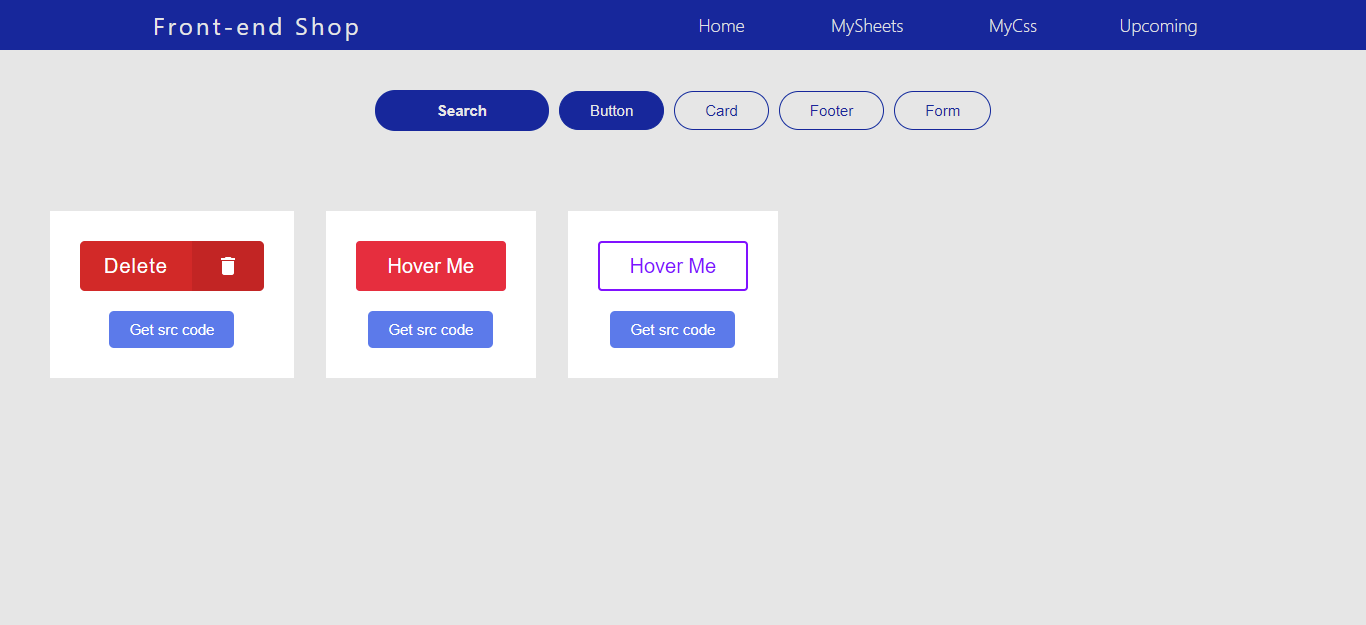 Front-end Shop Home MySheets MyCss Upcoming
Search Button Card Footer Form
Delete Hover Me Hover Me
Get src code Get src code Get src code